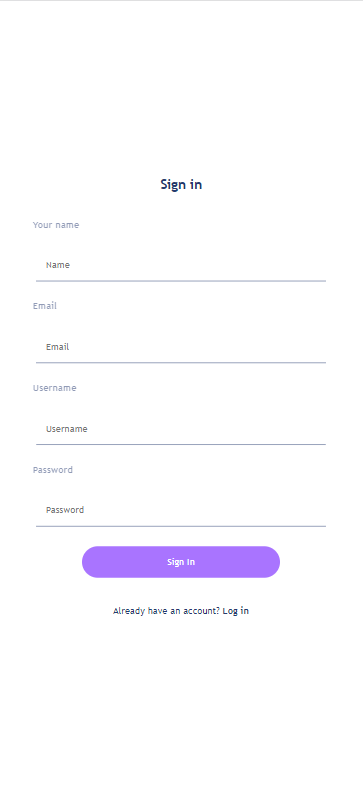 Sign in
Your name
Name
Email
Email
Username
Username
Password
Password
Sign In
Already have an account? Log in